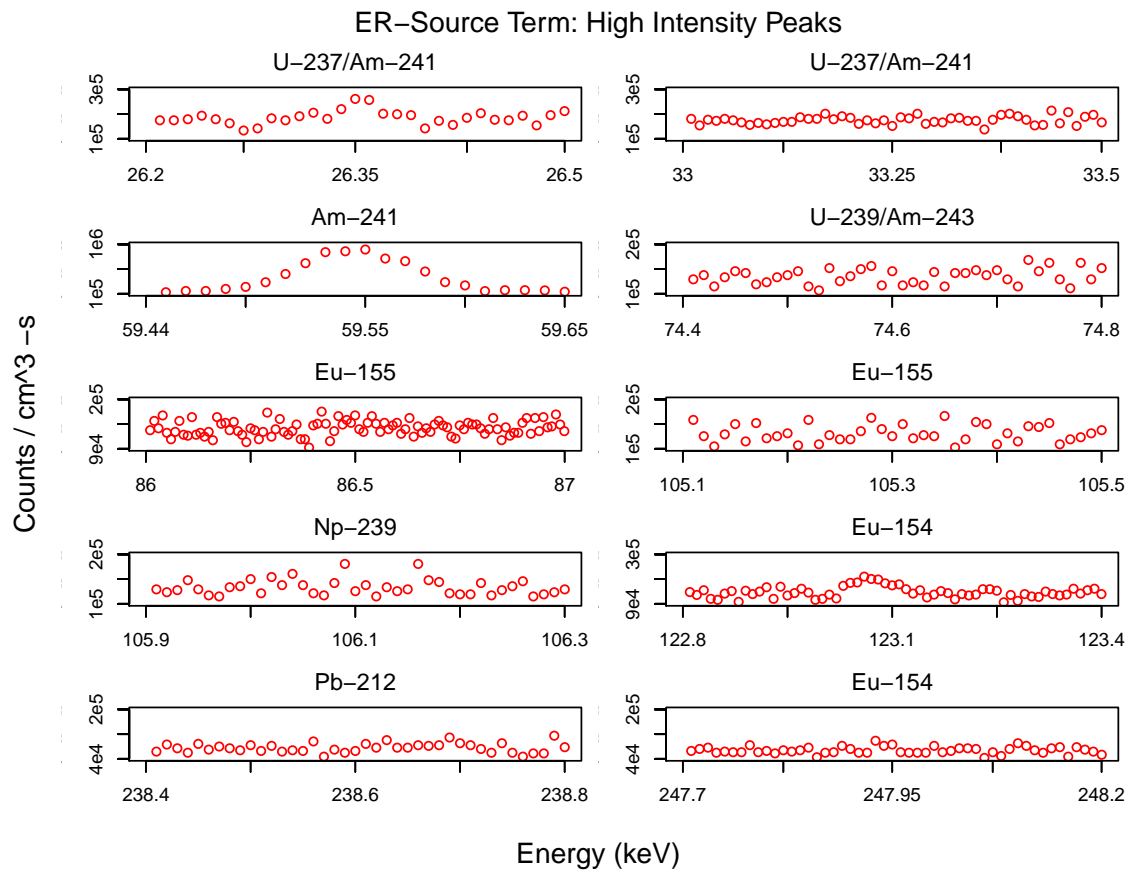 ER−Source Term: High Intensity Peaks
U−237/Am−241
1e5 3e5
26.2 26.35 26.5
U−237/Am−241
1e5 3e5
33 33.25 33.5
Am−241
1e5 1e6
59.44 59.55 59.65
U−239/Am−243
1e5 2e5
74.4 74.6 74.8
Eu−155
9e4 2e5
86 86.5 87
Eu−155
1e5 2e5
105.1 105.3 105.5
Np−239
1e5 2e5
105.9 106.1 106.3
Eu−154
9e4 3e5
122.8 123.1 123.4
Pb−212
4e4 2e5
238.4 238.6 238.8
Eu−154
4e4 2e5
247.7 247.95 248.2
Counts / cm^3 −s
Energy (keV)